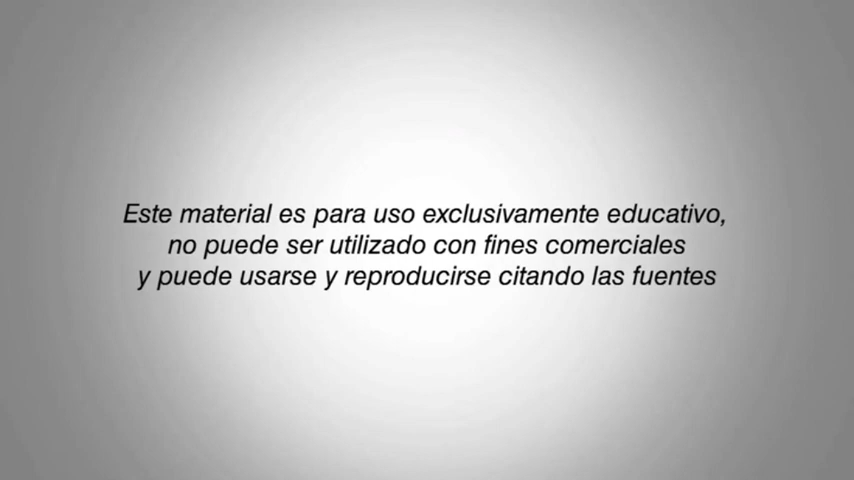 Este material es para uso exclusivamente educativo,
no puede ser utilizado con fines comerciales
y puede usarse y reproducirse citando las fuentes